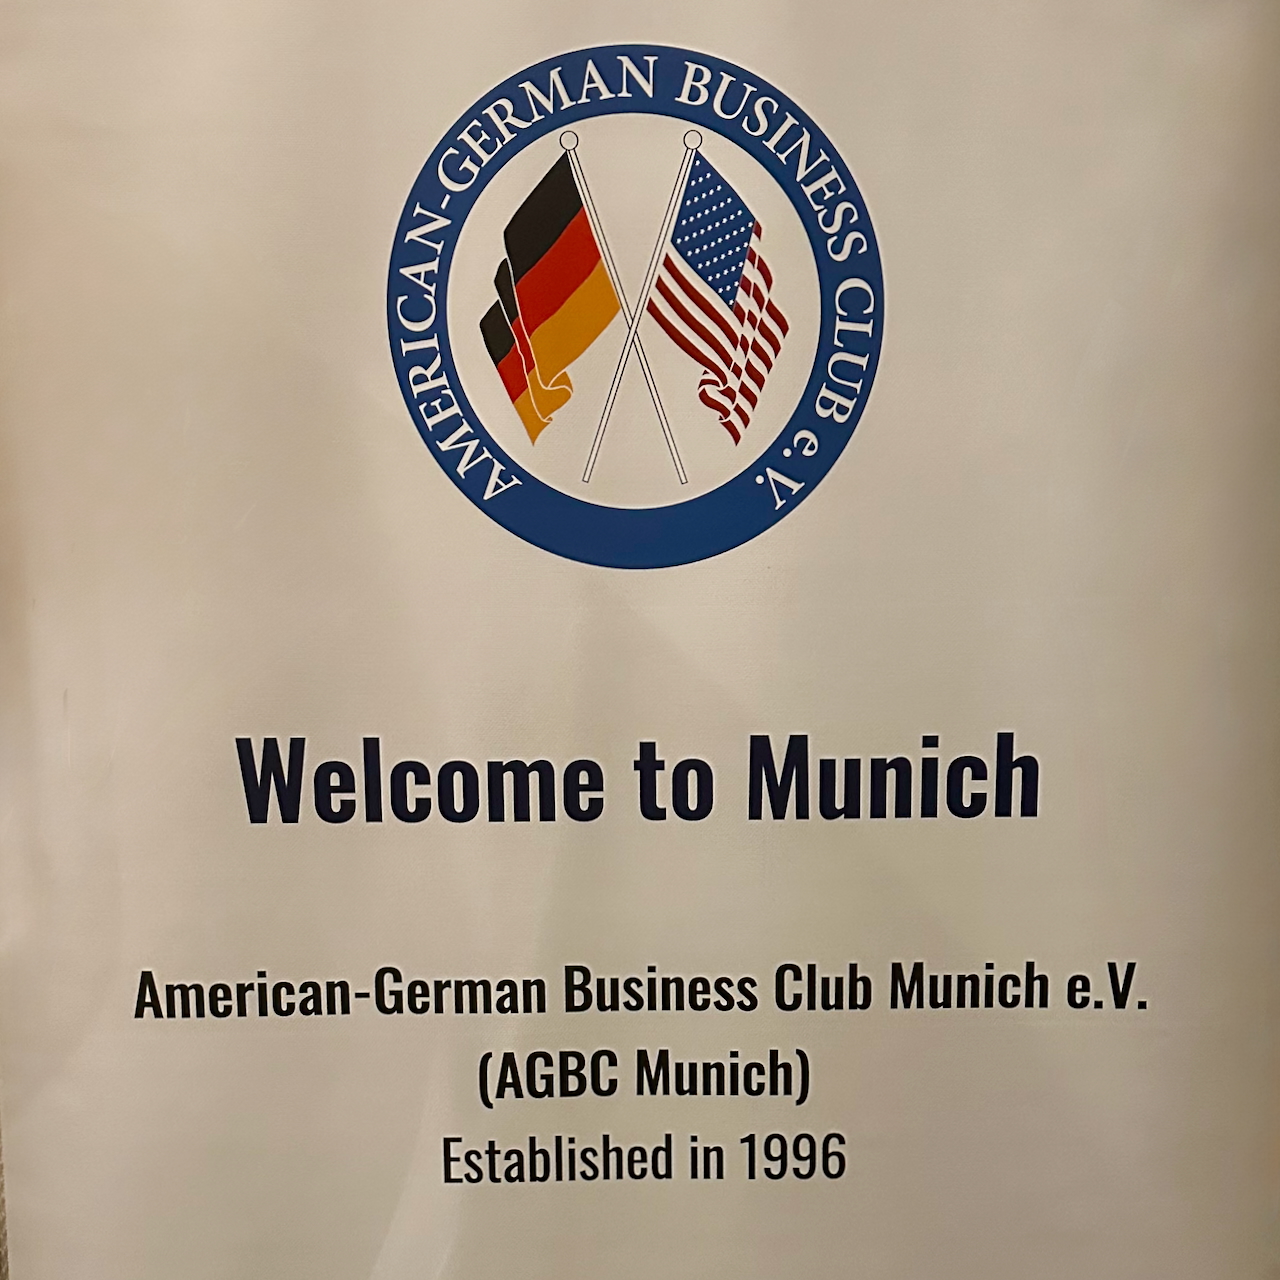 AMERICAN-GERMAN BUSINESS CLUB e.V.
Welcome to Munich
American-German Business Club Munich e.V.
(AGBC Munich)
Established in 1996